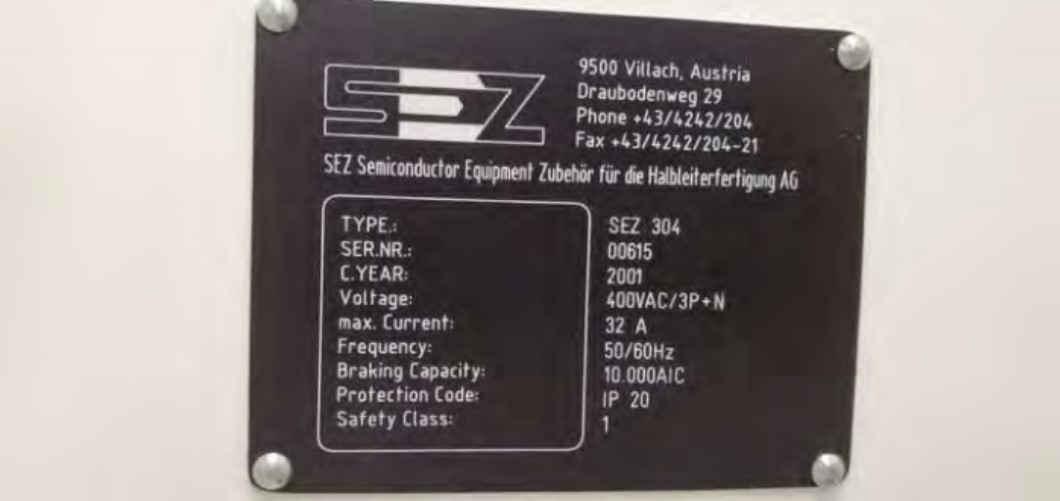 SEZ
9500 Villach, Austria
Draubodenweg 29
Phone +43/4242/204
Fax +43/4242/204-21
SEZ Semiconductor Equipment Zubehör für die Halbleiterfertigung AG
TYPE.: SEZ 304
SER.NR.: 00615
C.YEAR: 2001
Voltage: 400VAC/3P+N
max. Current: 32 A
Frequency: 50/60Hz
Braking Capacity: 10.000AIC
Protection Code: IP 20
Safety Class: 1